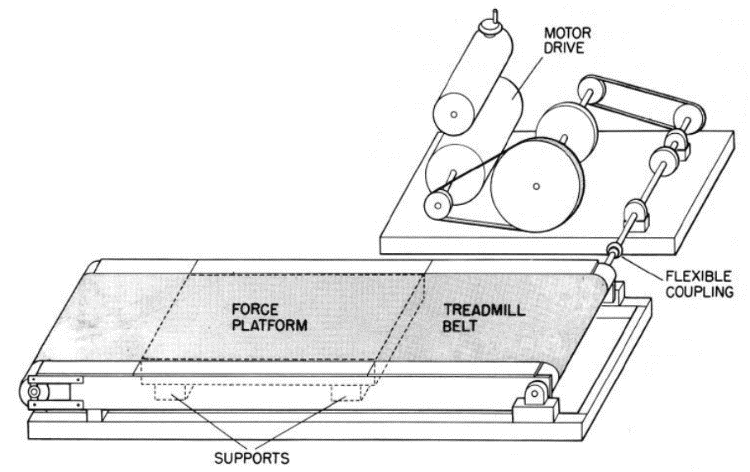 MOTOR
DRIVE
FLEXIBLE
COUPLING
FORCE
PLATFORM
TREADMILL
BELT
SUPPORTS